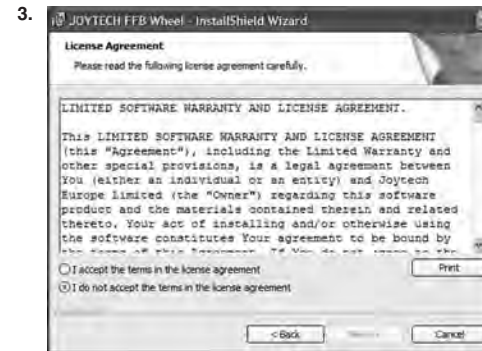 3.
JOYTECH FFB Wheel - InstallShield Wizard
License Agreement
Please read the following license agreement carefully.
LIMITED SOFTWARE WARRANTY AND LICENSE AGREEMENT.
This LIMITED SOFTWARE WARRANTY AND LICENSE AGREEMENT
(this "Agreement"), including the Limited Warranty and
other special provisions, is a legal agreement between
You (either an individual or an entity) and Joytech
Europe Limited (the "Owner") regarding this software
product and the materials contained therein and related
thereto. Your act of installing and/or otherwise using
the software constitutes Your agreement to be bound by
I accept the terms in the license agreement
Print
I do not accept the terms in the license agreement
< Back
Cancel